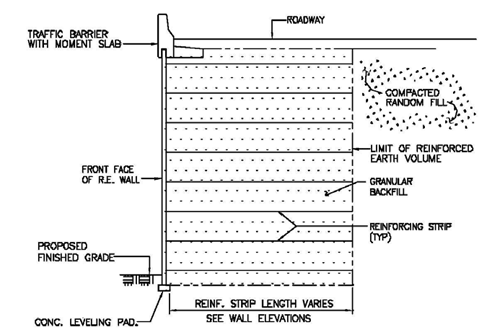 ROADWAY
TRAFFIC BARRIER
WITH MOMENT SLAB
COMPACTED
RANDOM FILL
LIMIT OF REINFORCED
EARTH VOLUME
FRONT FACE
OF R.E. WALL
GRANULAR
BACKFILL
REINFORCING STRIP
(TYP)
PROPOSED
FINISHED GRADE
REINF. STRIP LENGTH VARIES
SEE WALL ELEVATIONS
CONC. LEVELING PAD.